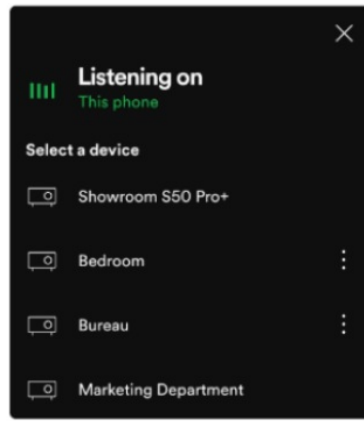 Listening on
This phone
Select a device
Showroom S50 Pro+
Bedroom
Bureau
Marketing Department